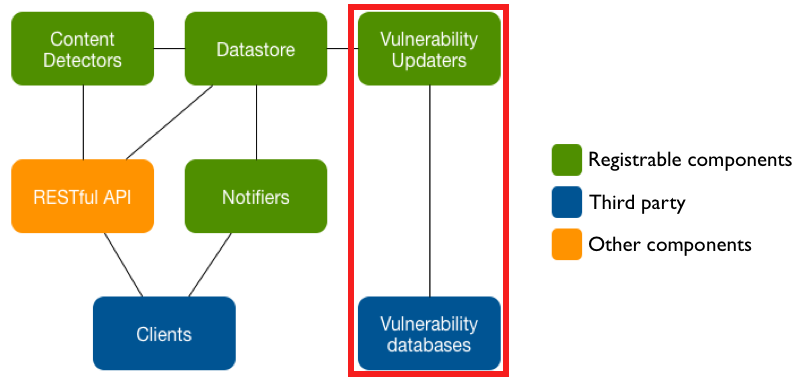 Content
Detectors
Datastore
Vulnerability
Updaters
RESTful API
Notifiers
Clients
Vulnerability
databases
Registrable components
Third party
Other components